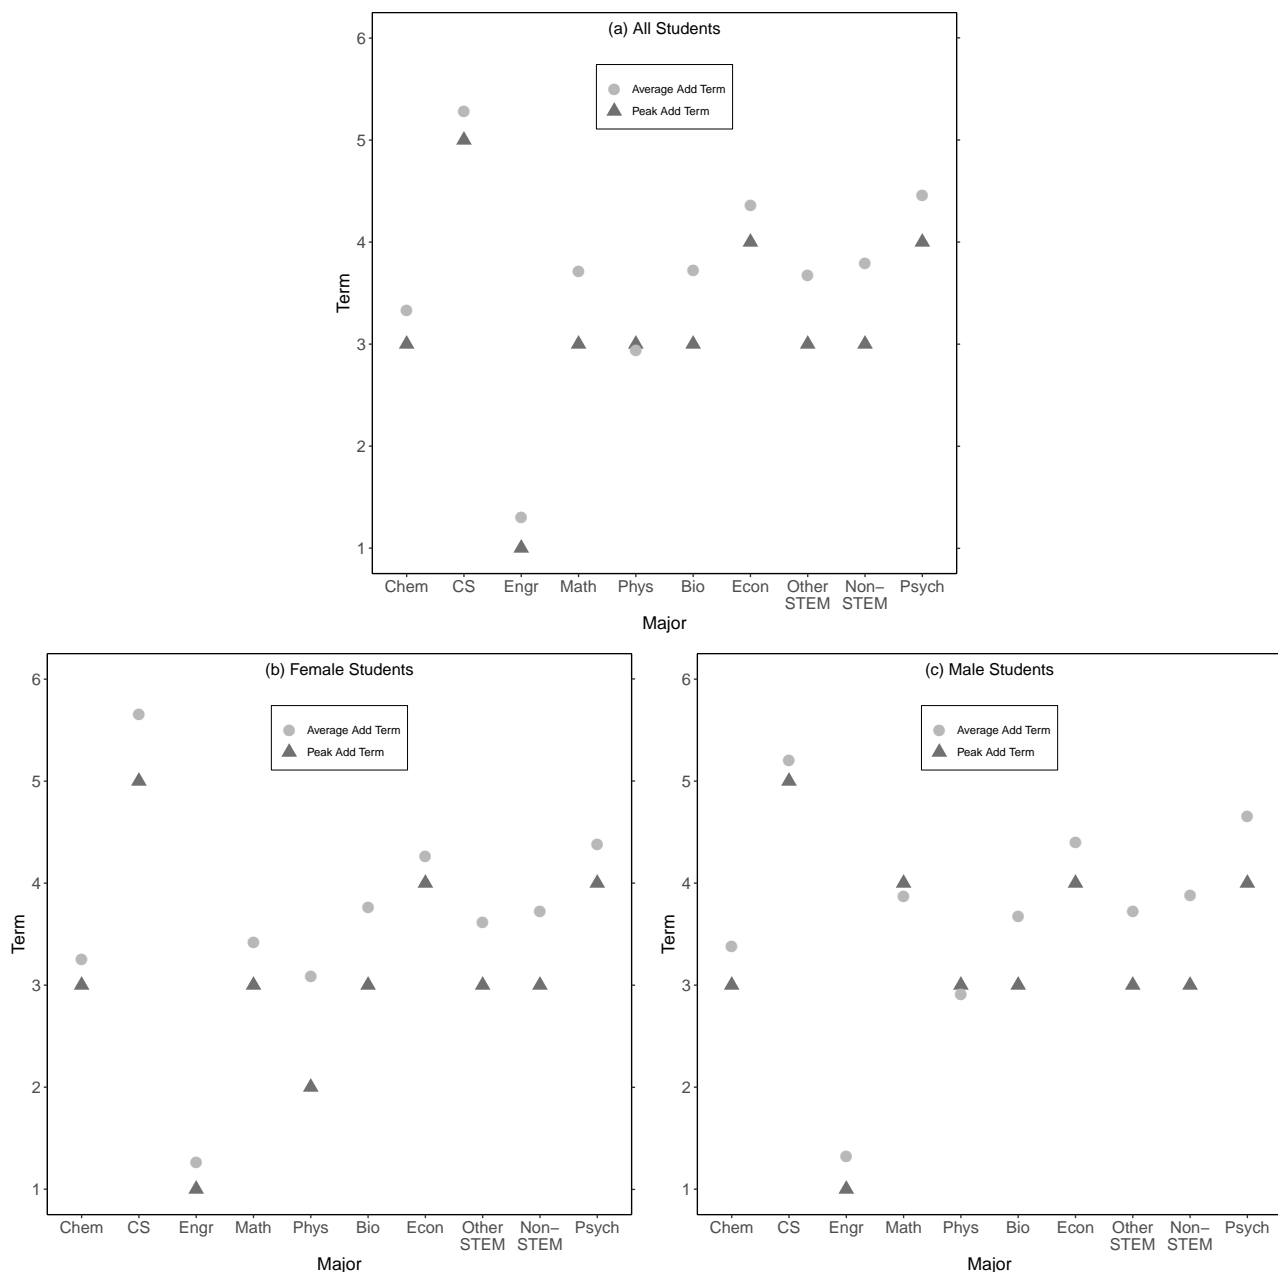 (a) All Students
6
Average Add Term
Peak Add Term
5
4
Term
3
2
1
Chem CS Engr Math Phys Bio Econ Other Non− Psych
STEM STEM
Major
(b) Female Students
6
Average Add Term
Peak Add Term
5
4
Term
3
2
1
Chem CS Engr Math Phys Bio Econ Other Non− Psych
STEM STEM
Major
(c) Male Students
6
Average Add Term
Peak Add Term
5
4
Term
3
2
1
Chem CS Engr Math Phys Bio Econ Other Non− Psych
STEM STEM
Major